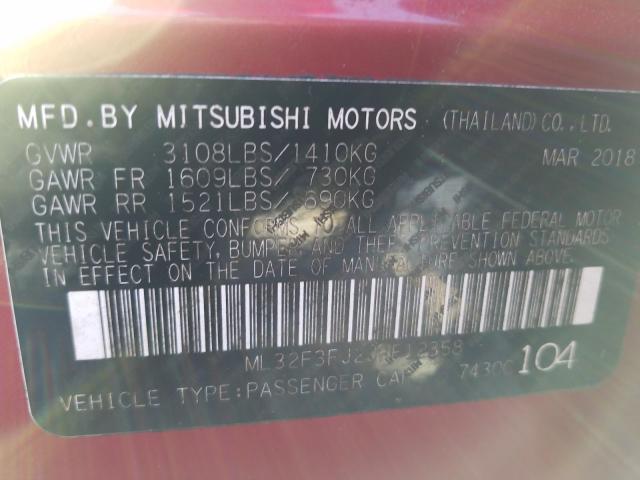 MFD.BY MITSUBISHI MOTORS (THAILAND)CO.,LTD.
GVWR 3108LBS/1410KG MAR 2018
GAWR FR 1609LBS/ 730KG
GAWR RR 1521LBS/ 690KG
THIS VEHICLE CONFORMS TO ALL APPLICABLE FEDERAL MOTOR
VEHICLE SAFETY, BUMPER, AND THEFT PREVENTION STANDARDS
IN EFFECT ON THE DATE OF MANUFACTURE SHOWN ABOVE.
VEHICLE TYPE:PASSENGER CAR 7430C 104